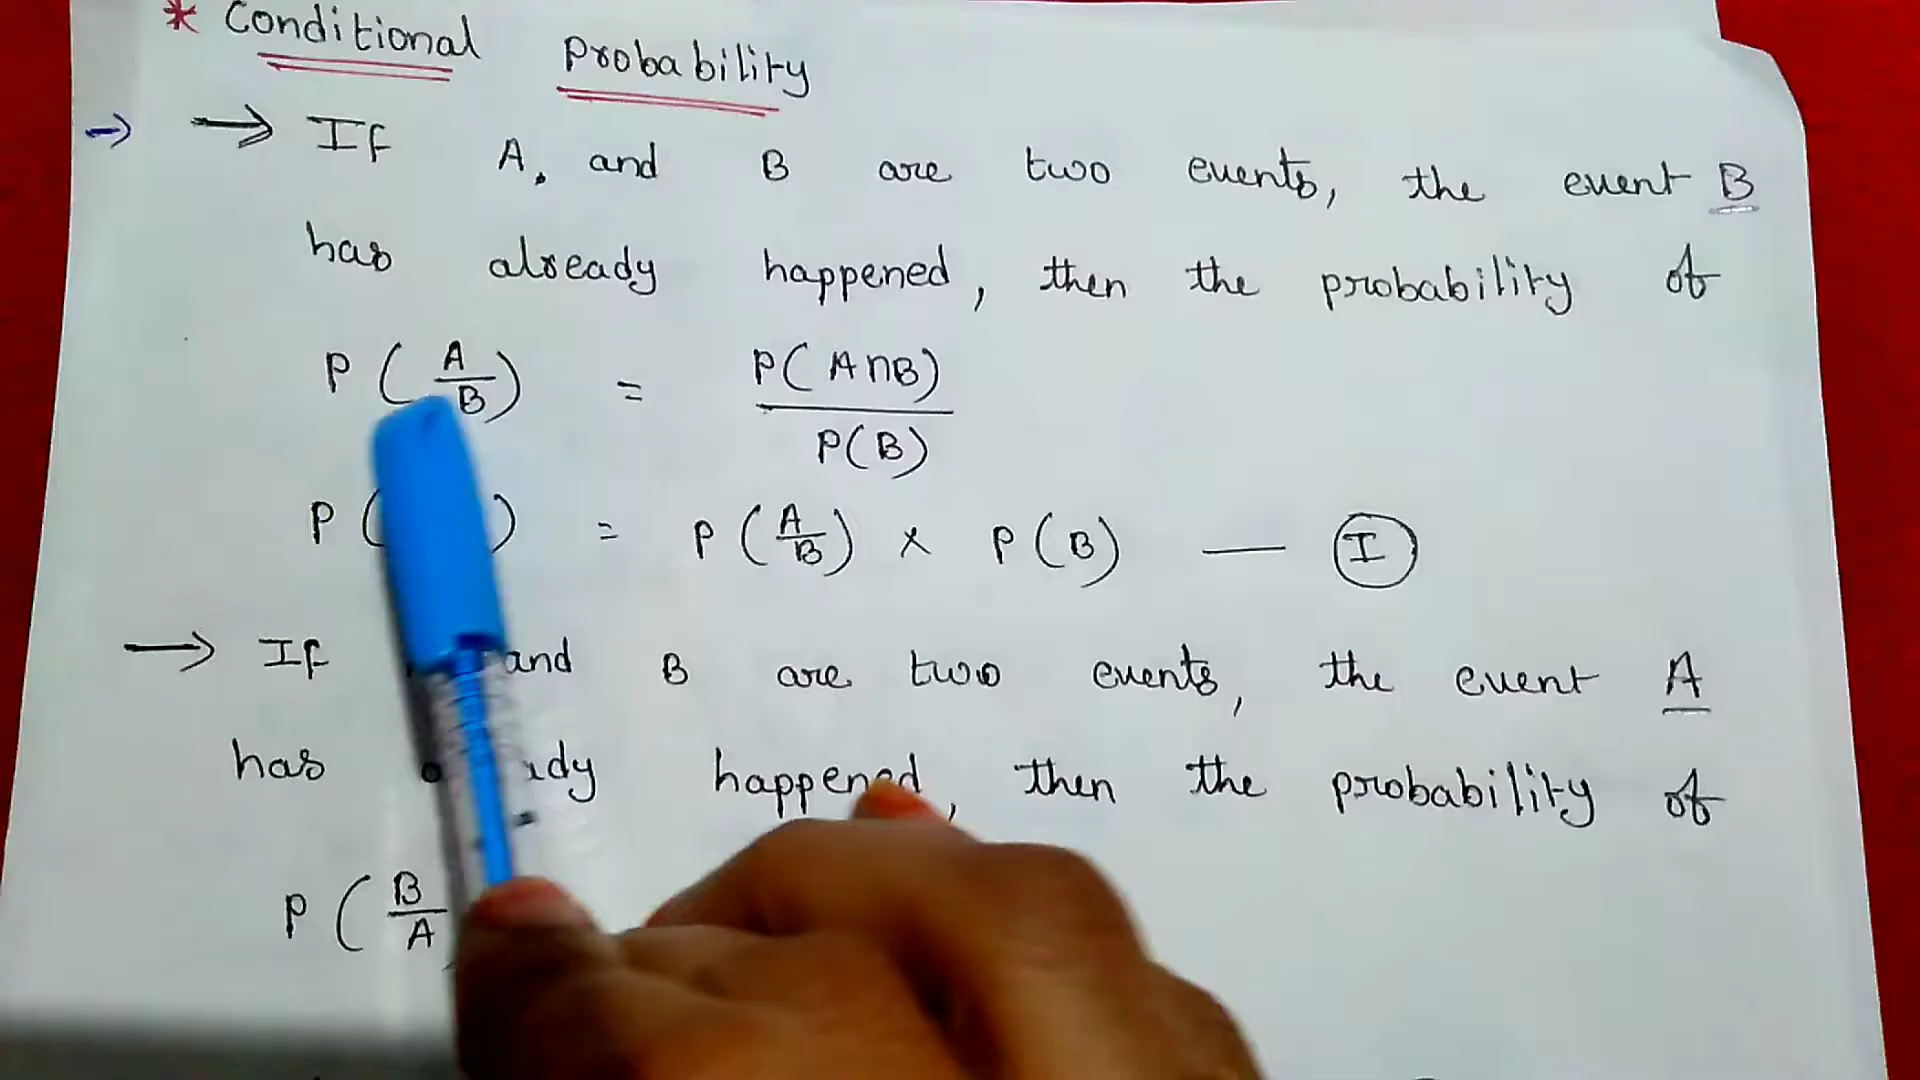 * Conditional Probability
→ → If A, and B are two events, the event B
has already happened, then the probability of
P(A/B) = P(A∩B)/P(B)
P( ) = P(A/B) × P(B) — I
→ If and B are two events, the event A
has happened, then the probability of
P(B/A